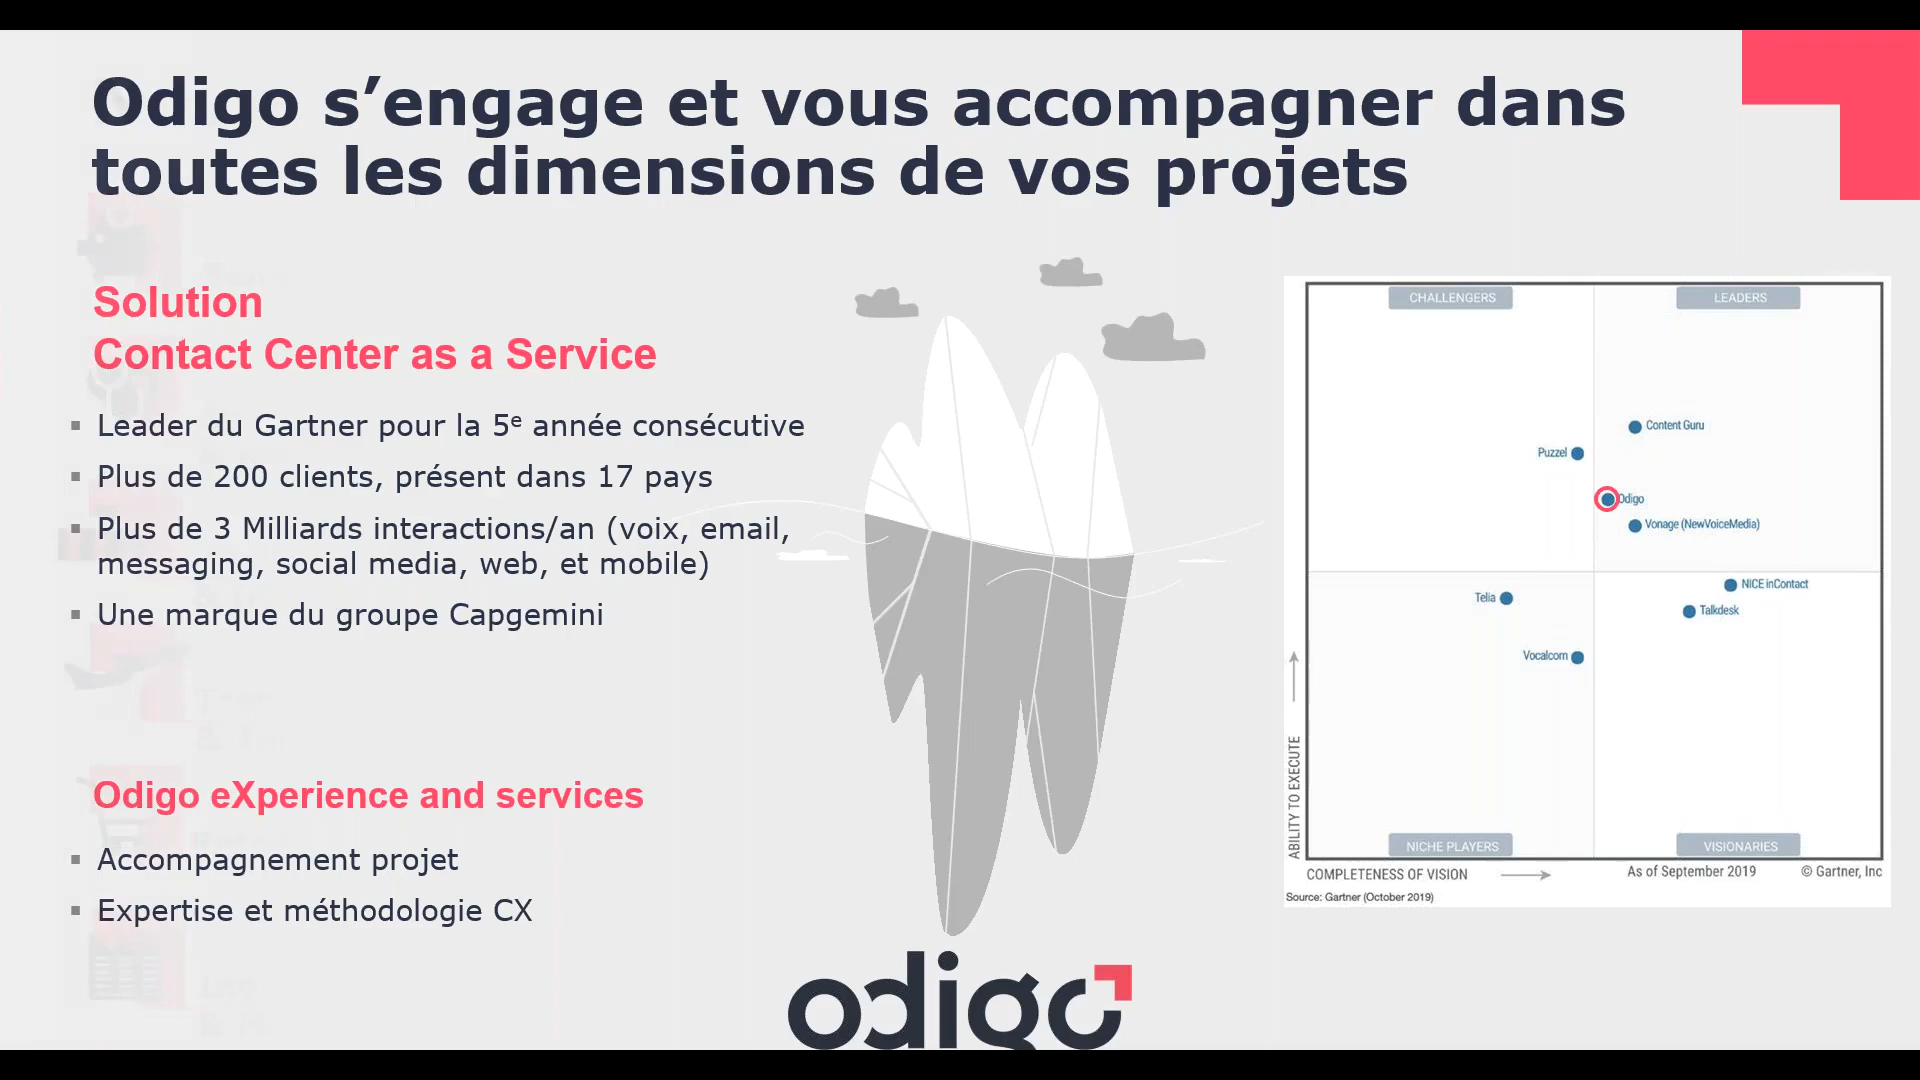 Odigo s’engage et vous accompagner dans
toutes les dimensions de vos projets
Solution
Contact Center as a Service
▪ Leader du Gartner pour la 5e année consécutive
▪ Plus de 200 clients, présent dans 17 pays
▪ Plus de 3 Milliards interactions/an (voix, email,
messaging, social media, web, et mobile)
▪ Une marque du groupe Capgemini
Odigo eXperience and services
▪ Accompagnement projet
▪ Expertise et méthodologie CX
CHALLENGERS
LEADERS
Content Guru
Puzzel
Odigo
Vonage (NewVoiceMedia)
NICE inContact
Telia
Talkdesk
Vocalcom
NICHE PLAYERS
VISIONARIES
ABILITY TO EXECUTE
COMPLETENESS OF VISION
As of September 2019
© Gartner, Inc
Source: Gartner (October 2019)
odigo